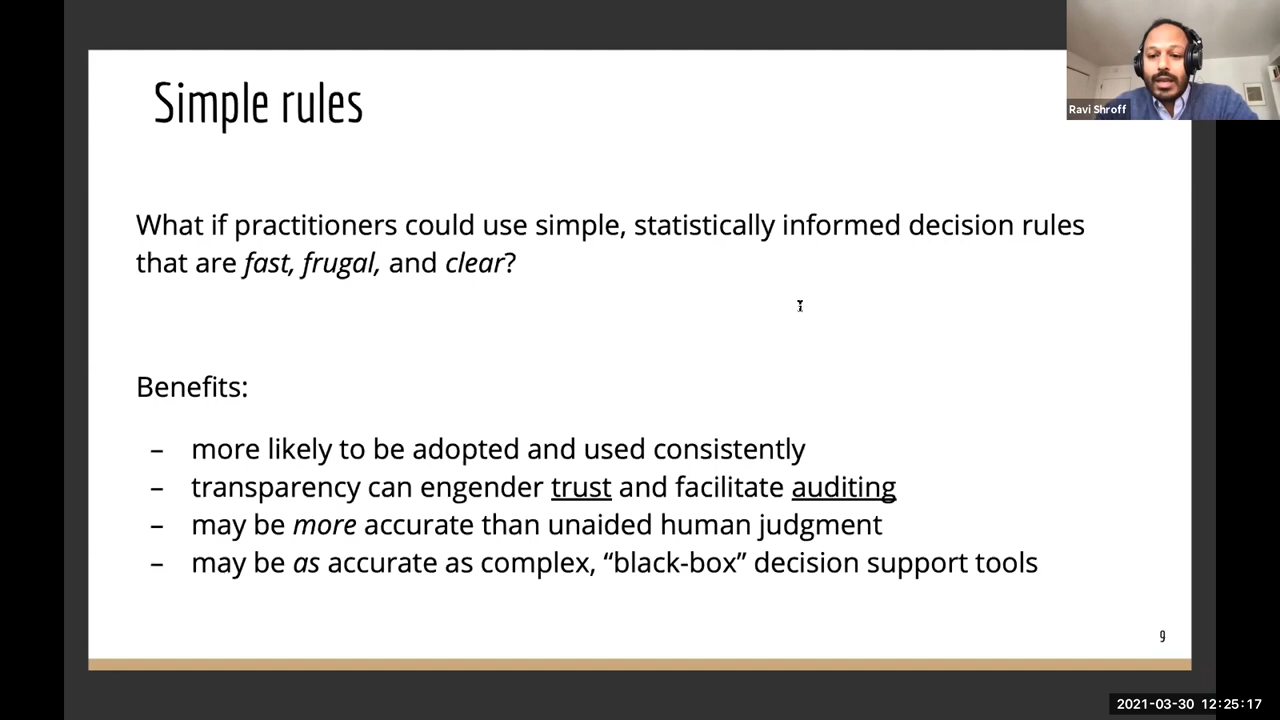 Simple rules
Ravi Shroff
What if practitioners could use simple, statistically informed decision rules
that are fast, frugal, and clear?
Benefits:
– more likely to be adopted and used consistently
– transparency can engender trust and facilitate auditing
– may be more accurate than unaided human judgment
– may be as accurate as complex, “black-box” decision support tools
9
2021-03-30 12:25:17